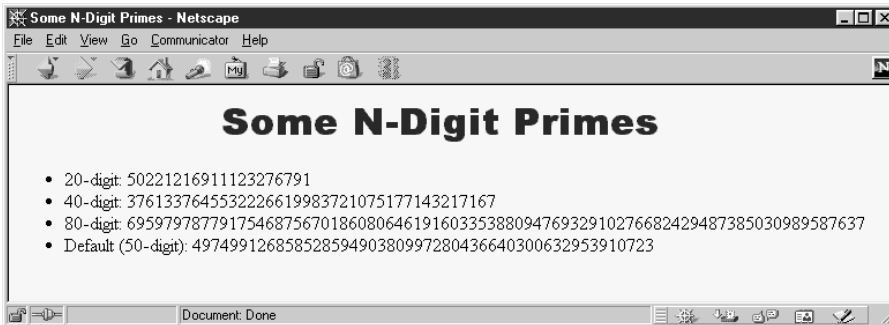 Some N-Digit Primes - Netscape
File Edit View Go Communicator Help
My
N
Some N-Digit Primes
• 20-digit: 50221216911123276791
• 40-digit: 3761337645532226619983721075177143217167
• 80-digit: 69597978779175468756701860806461916033538809476932910276682429487385030989587637
• Default (50-digit): 49749912685852859490380997280436640300632953910723
Document: Done